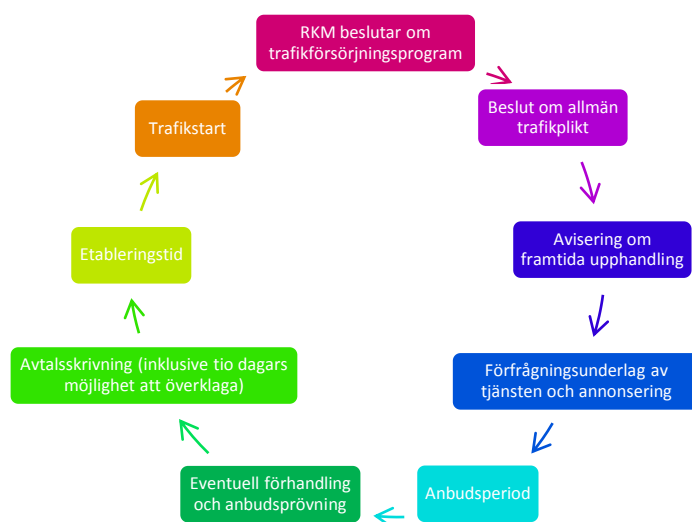 RKM beslutar om
trafikförsörjningsprogram
Beslut om allmän
trafikplikt
Avisering om
framtida upphandling
Förfrågningsunderlag av
tjänsten och annonsering
Anbudsperiod
Eventuell förhandling
och anbudsprövning
Avtalsskrivning (inklusive tio dagars
möjlighet att överklaga)
Etableringstid
Trafikstart